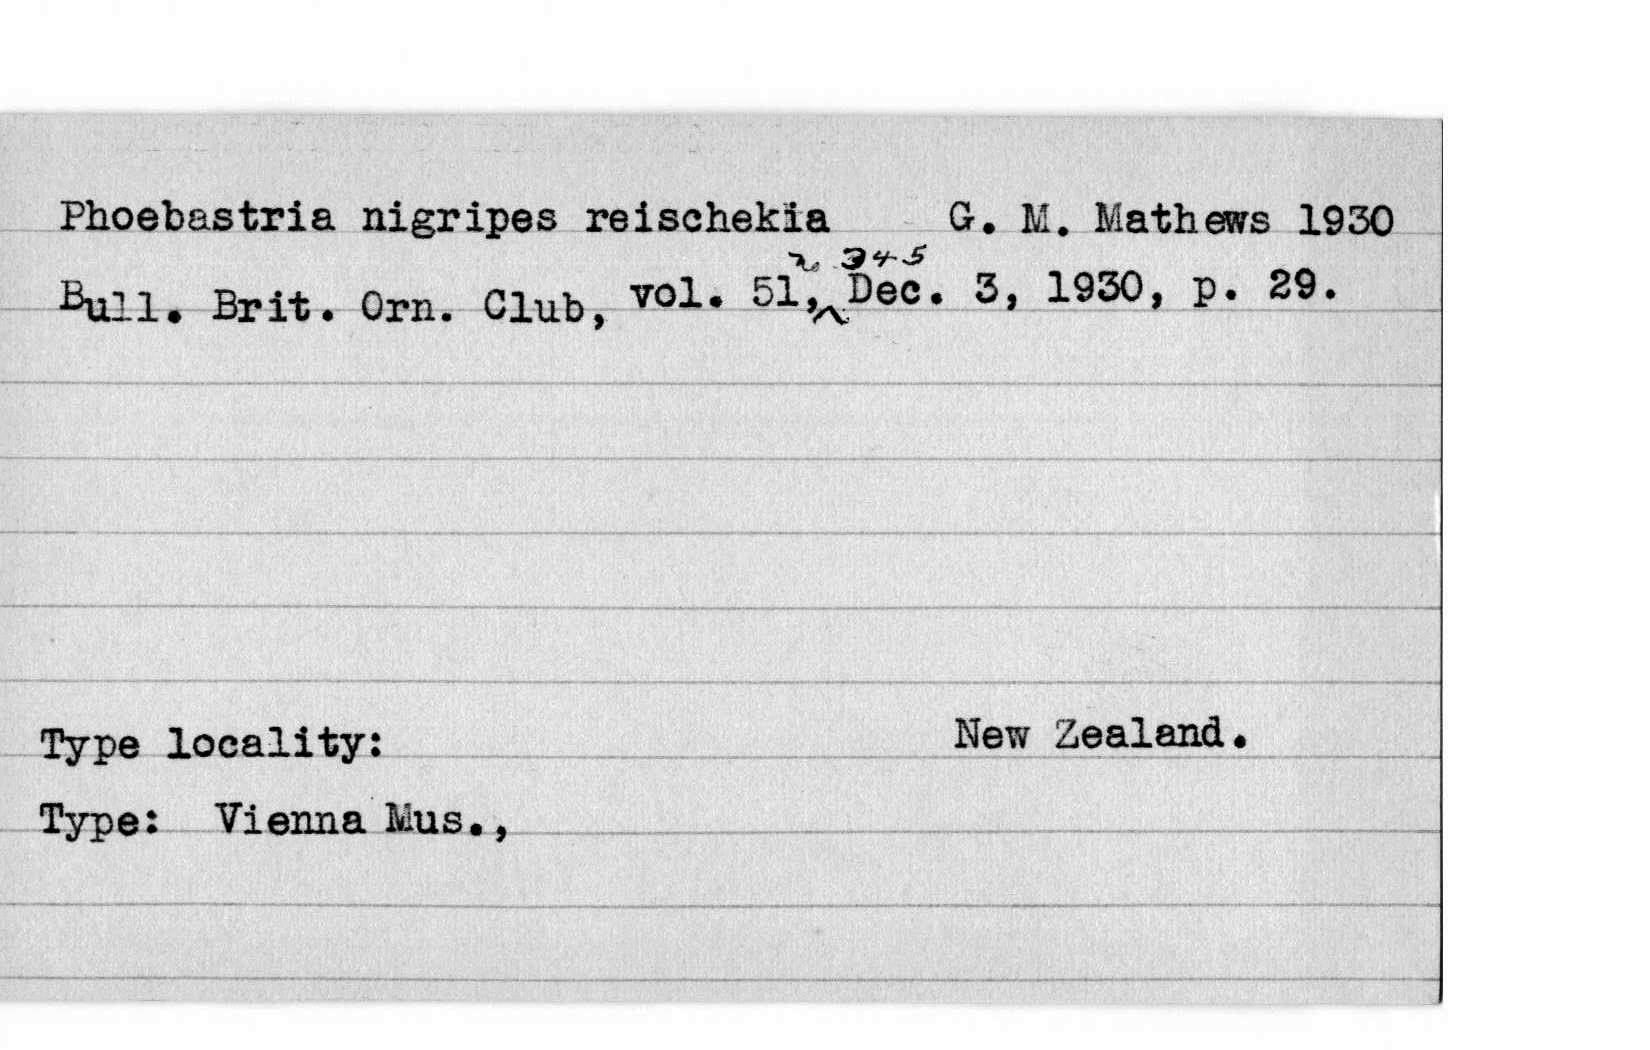 Phoebastria nigripes reischekia G. M. Mathews 1930
no 345
Bull. Brit. Orn. Club, vol. 51, Dec. 3, 1930, p. 29.
Type locality: New Zealand.
Type: Vienna Mus.,